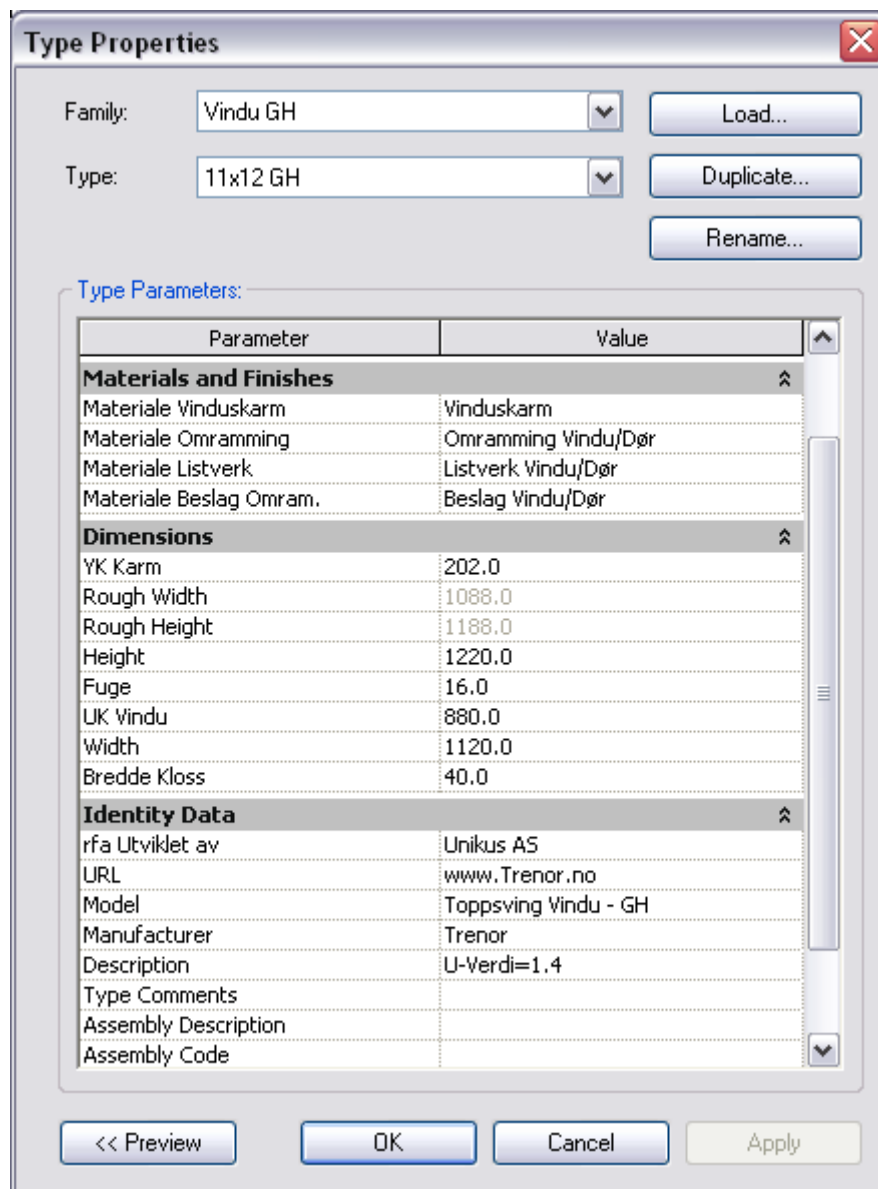 Type Properties
Family: Vindu GH Load...
Type: 11x12 GH Duplicate...
Rename...
Type Parameters:
Parameter Value
Materials and Finishes
Materiale Vinduskarm Vinduskarm
Materiale Omramming Omramming Vindu/Dør
Materiale Listverk Listverk Vindu/Dør
Materiale Beslag Omram. Beslag Vindu/Dør
Dimensions
YK Karm 202.0
Rough Width 1088.0
Rough Height 1188.0
Height 1220.0
Fuge 16.0
UK Vindu 880.0
Width 1120.0
Bredde Kloss 40.0
Identity Data
rfa Utviklet av Unikus AS
URL www.Trenor.no
Model Toppsving Vindu - GH
Manufacturer Trenor
Description U-Verdi=1.4
Type Comments
Assembly Description
Assembly Code
<< Preview OK Cancel Apply